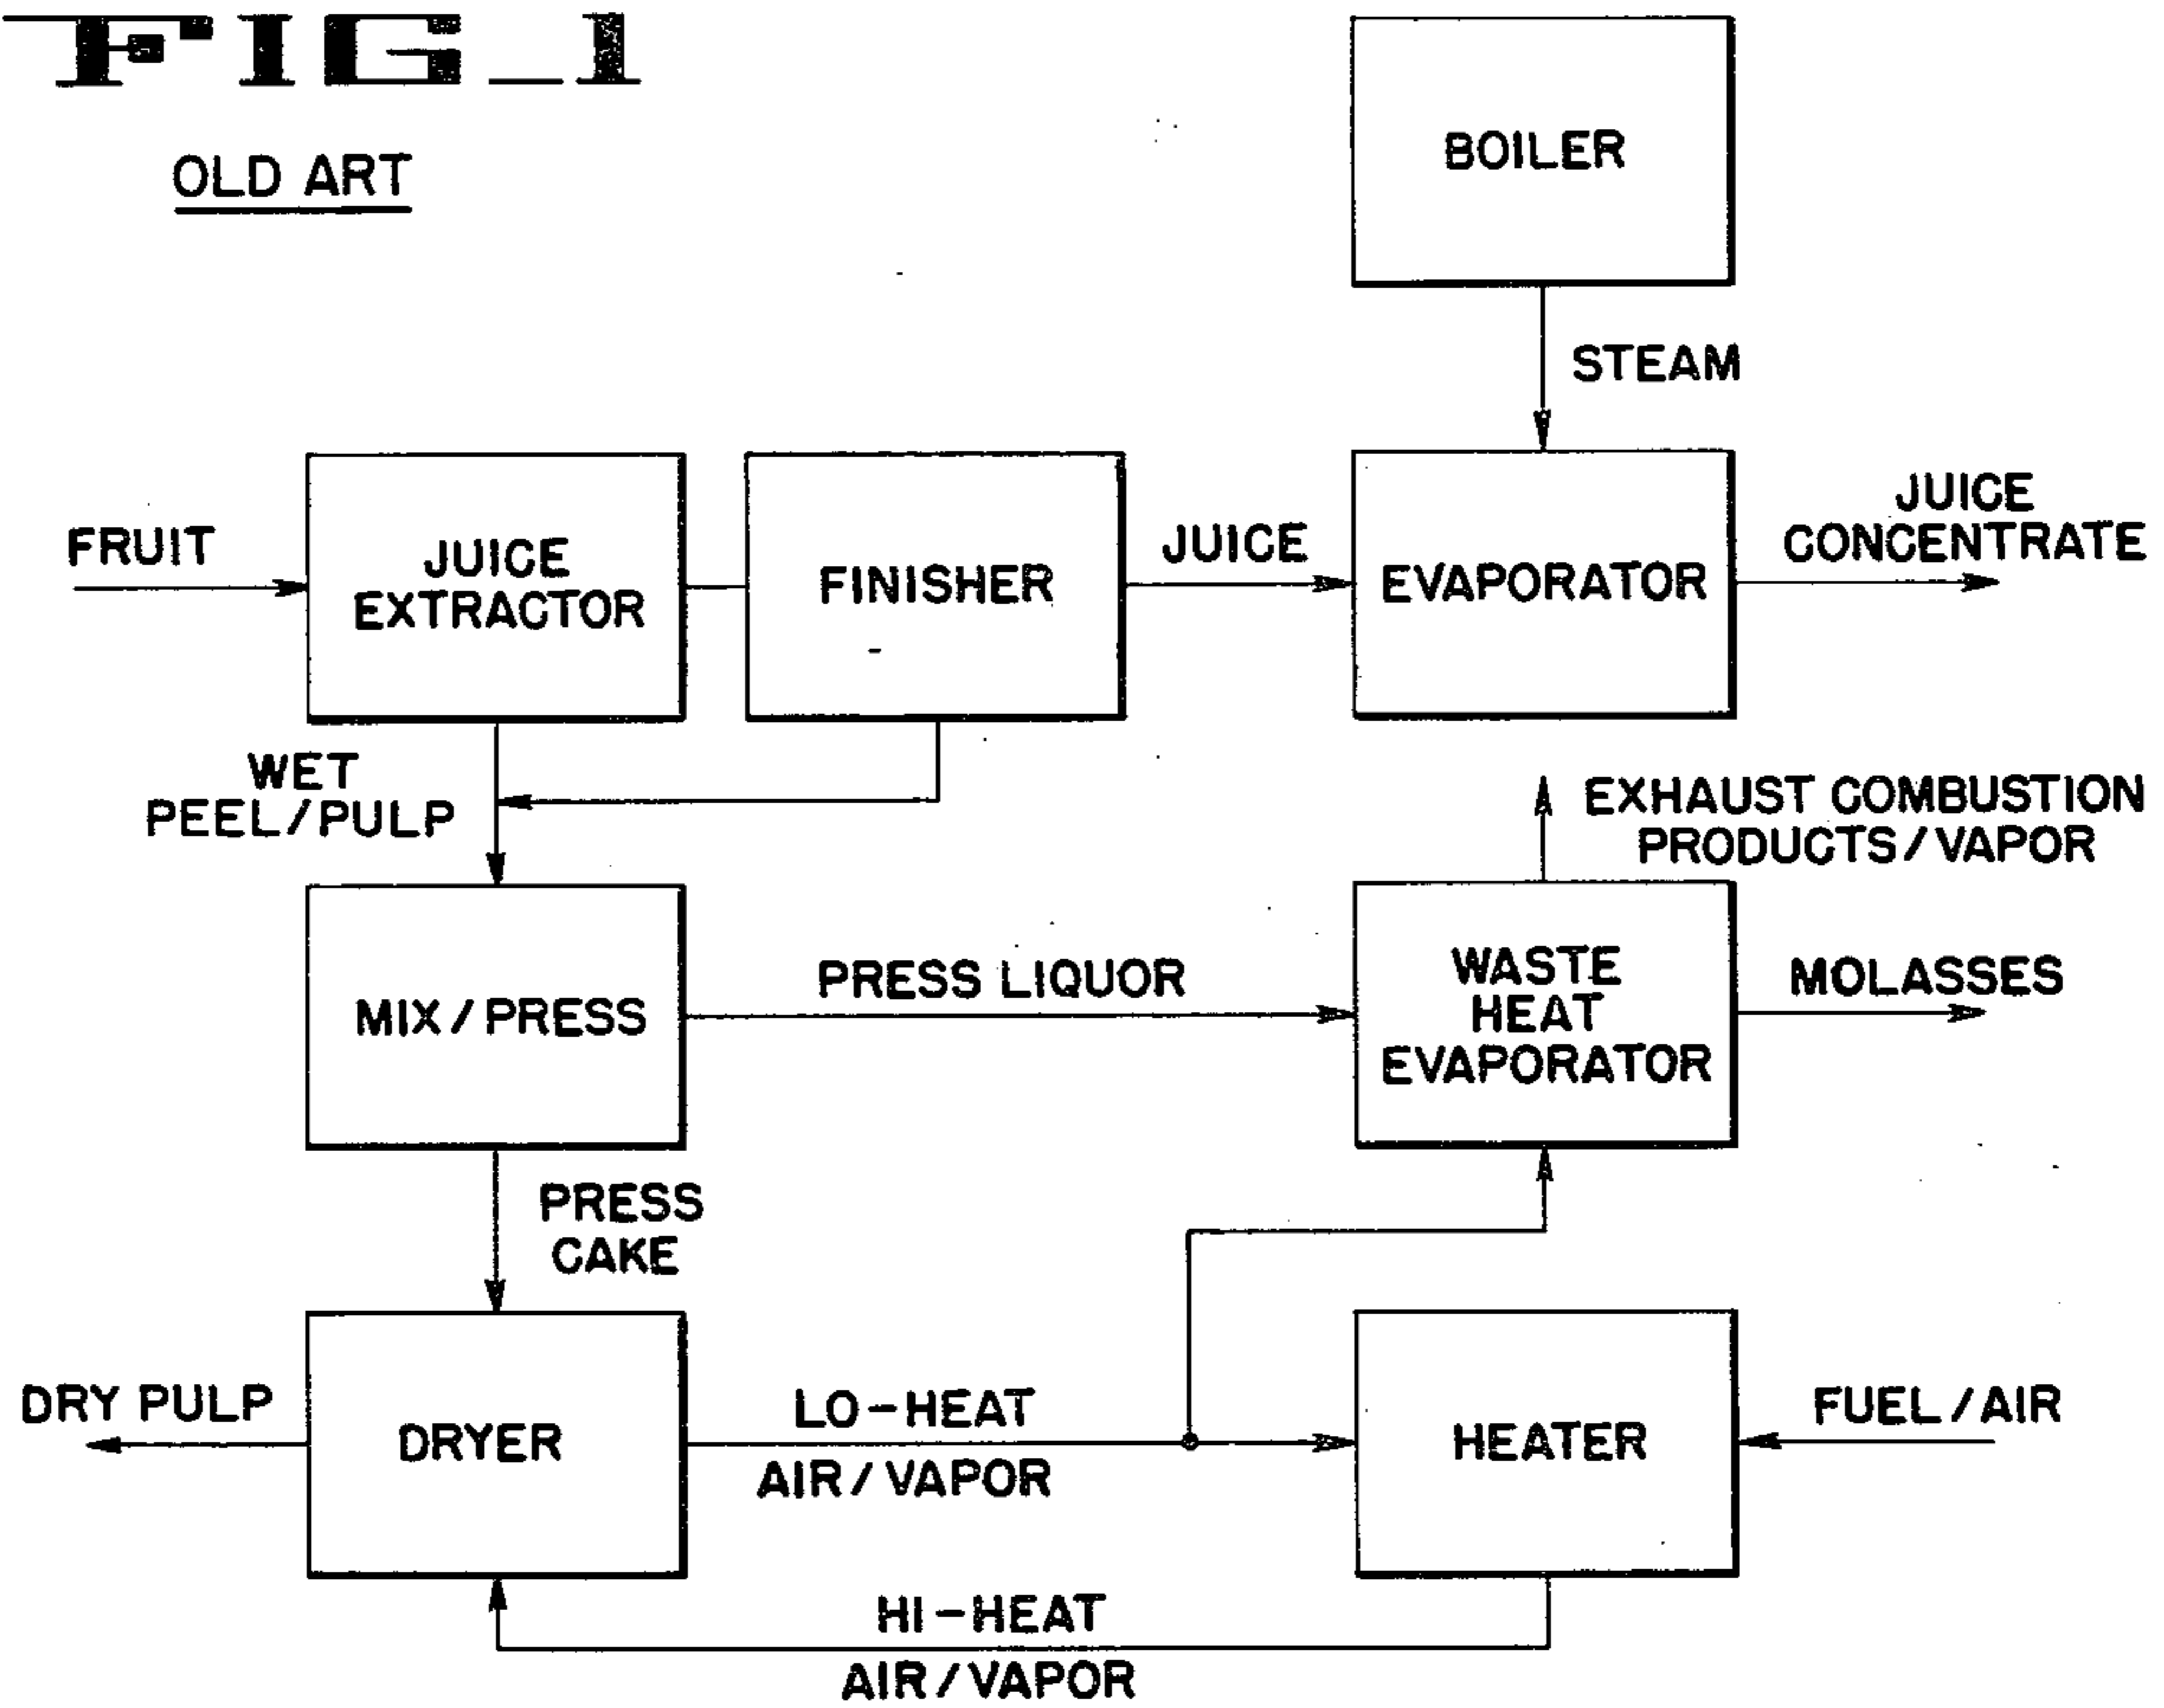 FIG_1
OLD ART
BOILER
STEAM
FRUIT
JUICE
EXTRACTOR
FINISHER
JUICE
EVAPORATOR
JUICE
CONCENTRATE
WET
PEEL/PULP
EXHAUST COMBUSTION
PRODUCTS/VAPOR
MIX/PRESS
PRESS LIQUOR
WASTE
HEAT
EVAPORATOR
MOLASSES
PRESS
CAKE
DRY PULP
DRYER
LO-HEAT
AIR/VAPOR
HEATER
FUEL/AIR
HI-HEAT
AIR/VAPOR